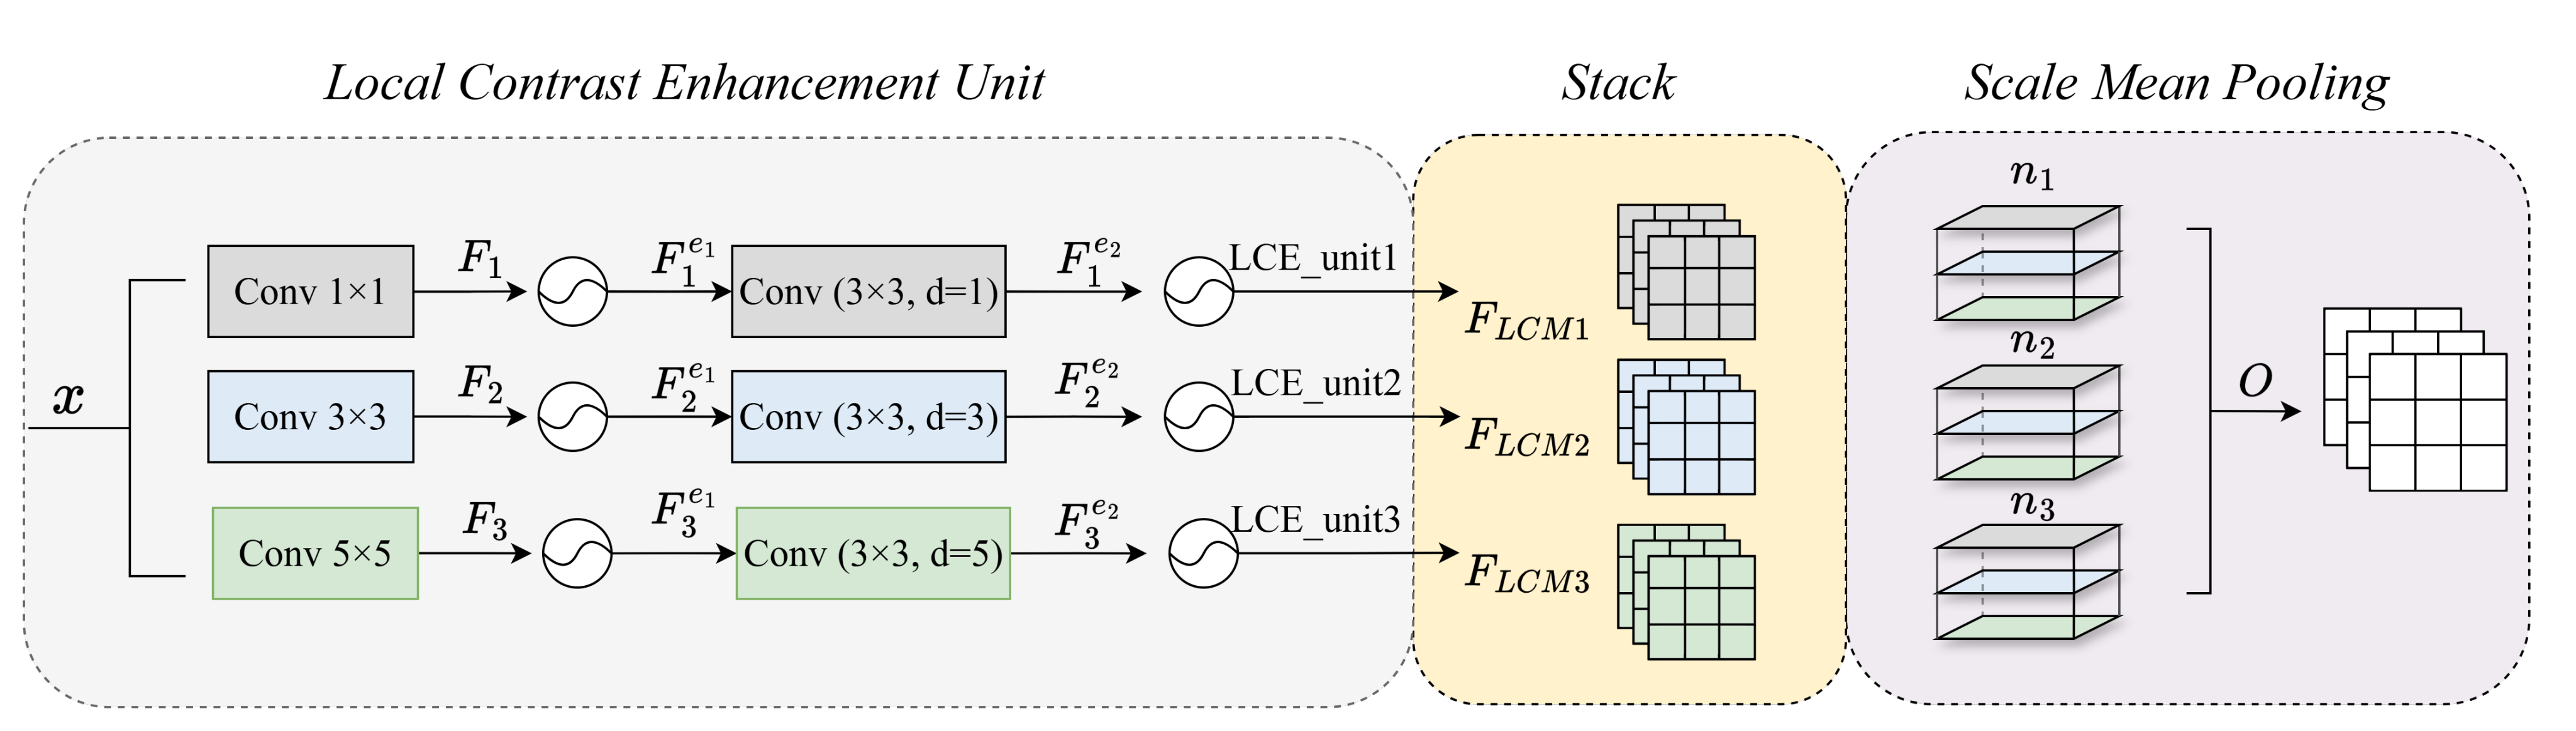 Local Contrast Enhancement Unit
Stack
Scale Mean Pooling
x
Conv 1×1
F_1
F_1^{e_1}
Conv (3×3, d=1)
F_1^{e_2}
LCE_unit1
F_{LCM1}
Conv 3×3
F_2
F_2^{e_1}
Conv (3×3, d=3)
F_2^{e_2}
LCE_unit2
F_{LCM2}
Conv 5×5
F_3
F_3^{e_1}
Conv (3×3, d=5)
F_3^{e_2}
LCE_unit3
F_{LCM3}
n_1
n_2
n_3
O